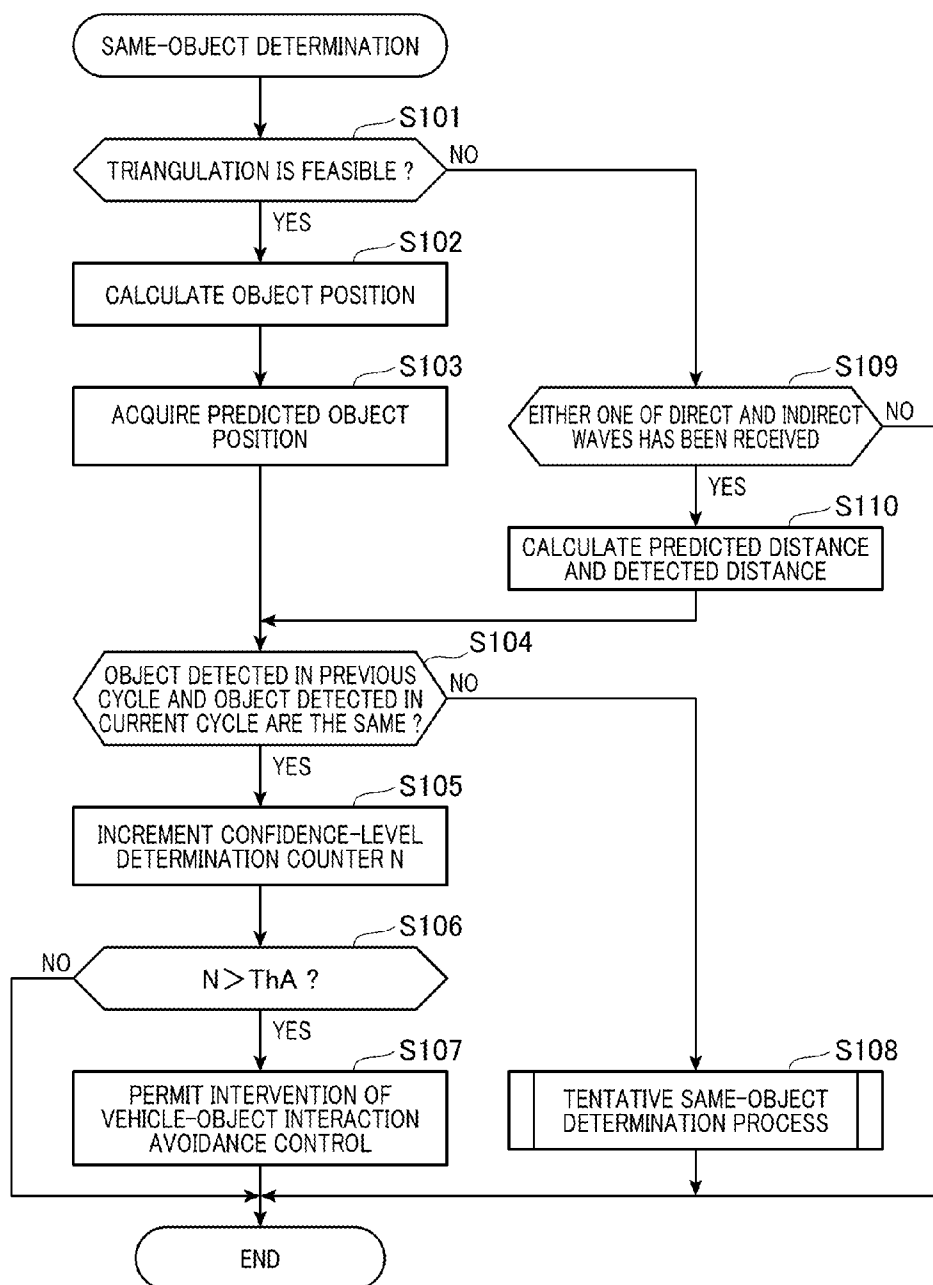 SAME-OBJECT DETERMINATION
S101
TRIANGULATION IS FEASIBLE ?
NO
YES
S102
CALCULATE OBJECT POSITION
S103
ACQUIRE PREDICTED OBJECT
POSITION
S109
EITHER ONE OF DIRECT AND INDIRECT
WAVES HAS BEEN RECEIVED
NO
YES
S110
CALCULATE PREDICTED DISTANCE
AND DETECTED DISTANCE
S104
OBJECT DETECTED IN PREVIOUS
CYCLE AND OBJECT DETECTED IN
CURRENT CYCLE ARE THE SAME ?
NO
YES
S105
INCREMENT CONFIDENCE-LEVEL
DETERMINATION COUNTER N
S106
N＞ThA ?
NO
YES
S107
PERMIT INTERVENTION OF
VEHICLE-OBJECT INTERACTION
AVOIDANCE CONTROL
S108
TENTATIVE SAME-OBJECT
DETERMINATION PROCESS
END